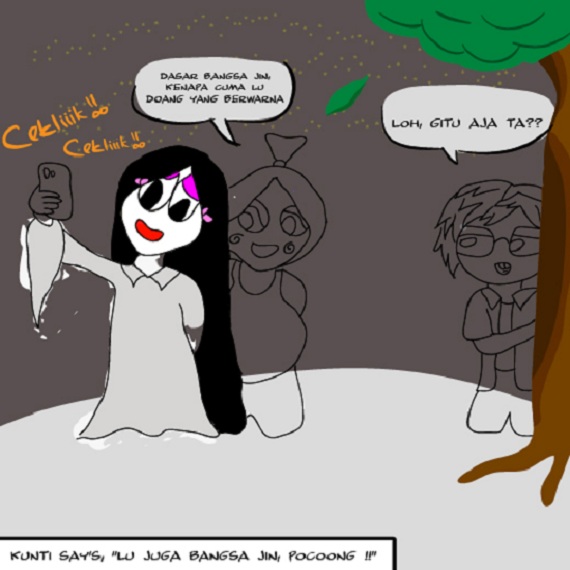 DASAR BANGSA JIN,
KENAPA CUMA LU
DOANG YANG BERWARNA
LOH, GITU AJA TA??
Cekliiik!!
Cekliiik!!
KUNTI SAY'S, "LU JUGA BANGSA JIN, POCOONG !!"